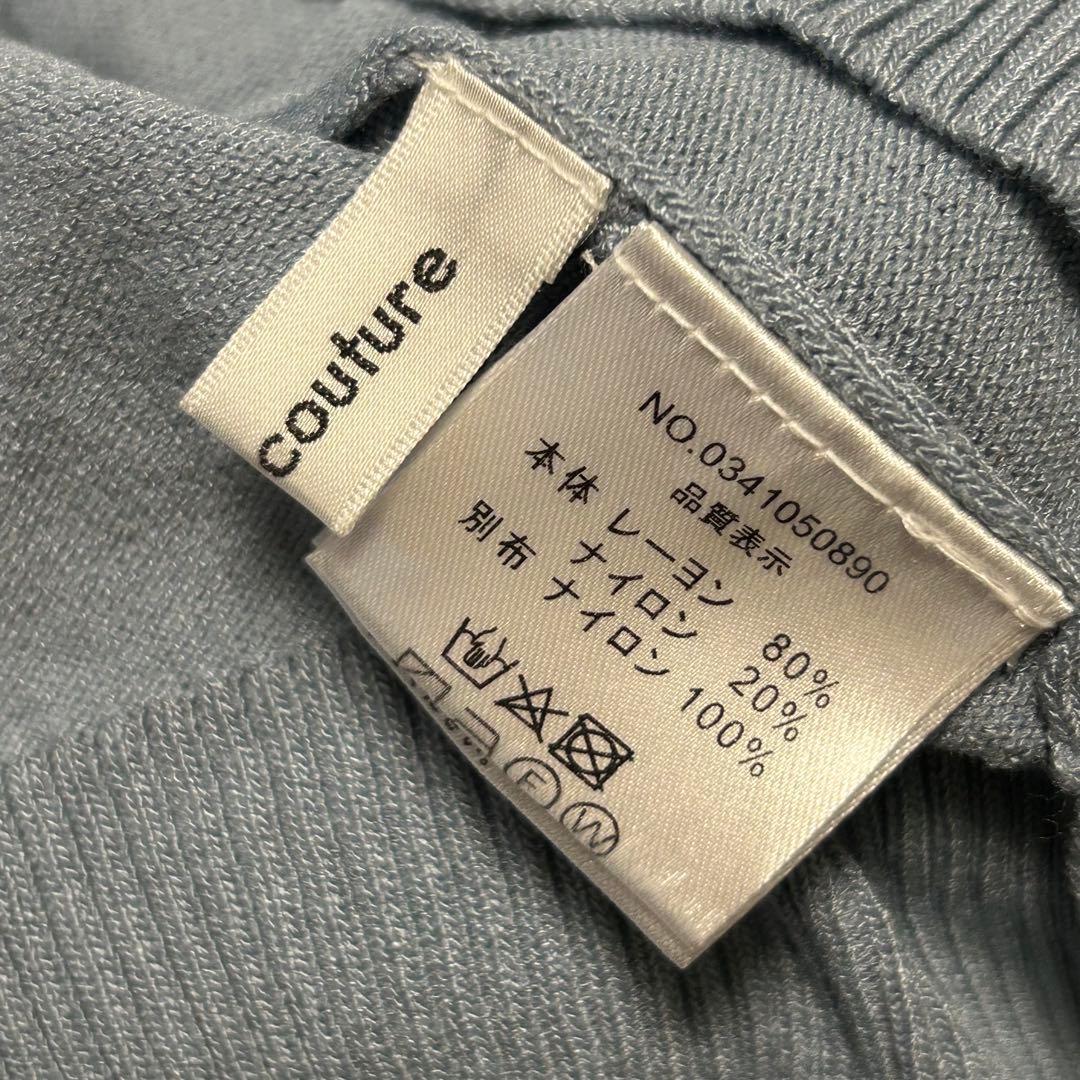 couture
NO.0341050890
品質表示
本体 レーヨン 80%
ナイロン 20%
別布 ナイロン 100%
F
W